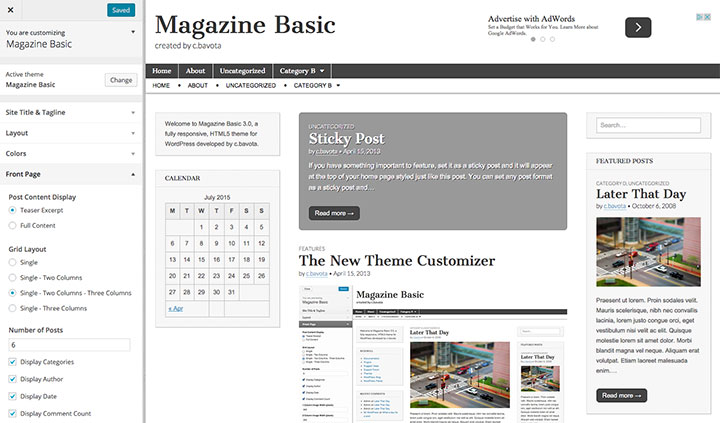 Saved
You are customizing
Magazine Basic
Active theme
Magazine Basic
Change
Site Title & Tagline
Layout
Colors
Front Page
Post Content Display
Teaser Excerpt
Full Content
Grid Layout
Single
Single - Two Columns
Single - Two Columns - Three Columns
Single - Three Columns
Number of Posts
6
Display Categories
Display Author
Display Date
Display Comment Count
Magazine Basic
created by c.bavota
Advertise with AdWords
Set a Budget that Works for You. Learn More about
Google AdWords.
Home About Uncategorized Category B
HOME • ABOUT • UNCATEGORIZED • CATEGORY B
Welcome to Magazine Basic 3.0, a
fully responsive, HTML5 theme for
WordPress developed by c.bavota.
CALENDAR
July 2015
M T W T F S S
1 2 3 4 5
6 7 8 9 10 11 12
13 14 15 16 17 18 19
20 21 22 23 24 25 26
27 28 29 30 31
« Apr
UNCATEGORIZED
Sticky Post
by c.bavota • April 15, 2013
If you have something important to feature, set it as a sticky post and it will appear
at the top of your home page styled just like this post. You can set any post format
as a sticky post and…
Read more →
FEATURES
The New Theme Customizer
by c.bavota • April 15, 2013
Magazine Basic
Later That Day
Search…
FEATURED POSTS
CATEGORY D, UNCATEGORIZED
Later That Day
by c.bavota • October 6, 2008
Praesent ut lorem. Proin sodales velit.
Mauris scelerisque, nibh nec convallis
lacinia, lorem justo congue lorem, eget
vestibulum nisi velit ac elit. Quisque
molestie lorem sit amet dolor. Morbi
blandit magna vel neque. Aliquam erat
volutpat. Etiam laoreet malesuada
enim.…
Read more →